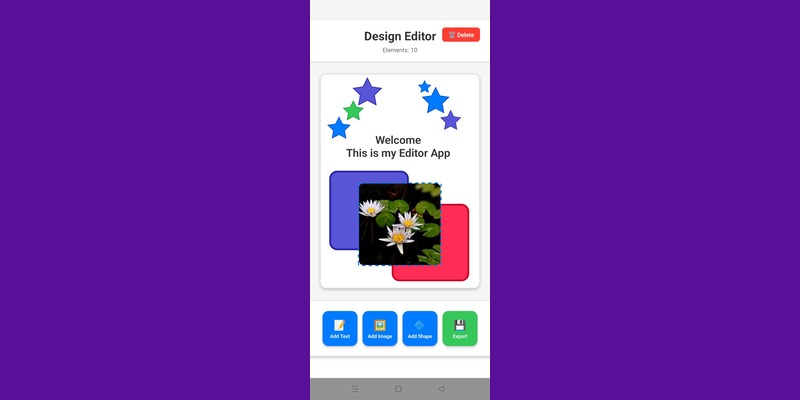 Design Editor
🗑️ Delete
Elements: 10
Welcome
This is my Editor App
Add Text
Add Image
Add Shape
Export